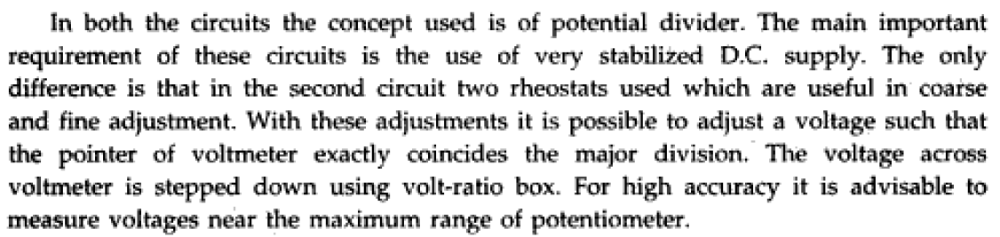 In both the circuits the concept used is of potential divider. The main important
requirement of these circuits is the use of very stabilized D.C. supply. The only
difference is that in the second circuit two rheostats used which are useful in coarse
and fine adjustment. With these adjustments it is possible to adjust a voltage such that
the pointer of voltmeter exactly coincides the major division. The voltage across
voltmeter is stepped down using volt-ratio box. For high accuracy it is advisable to
measure voltages near the maximum range of potentiometer.